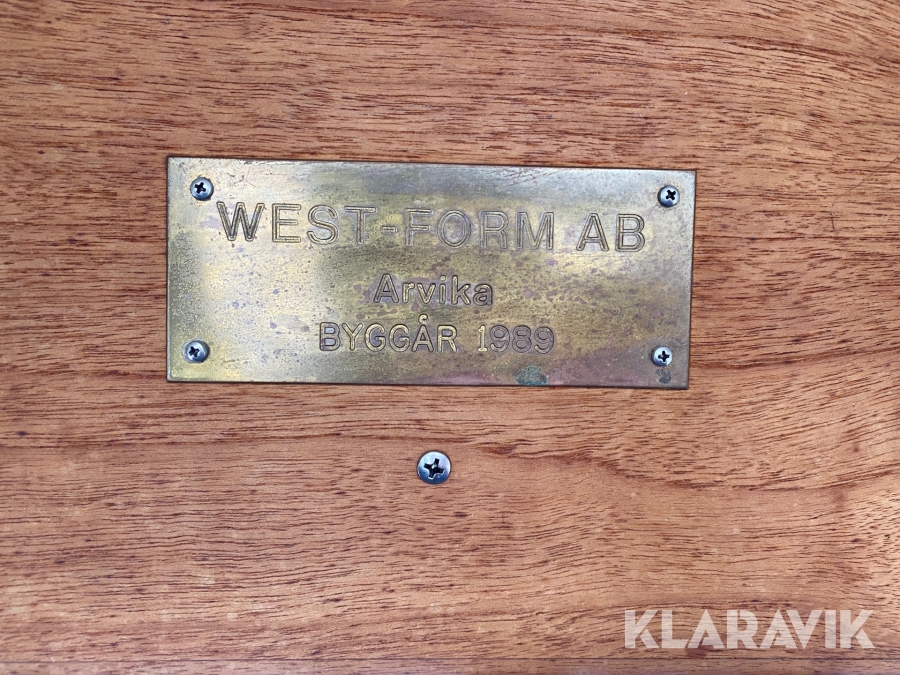 WEST-FORM AB
Arvika
BYGGÅR 1989
KLARAVIK